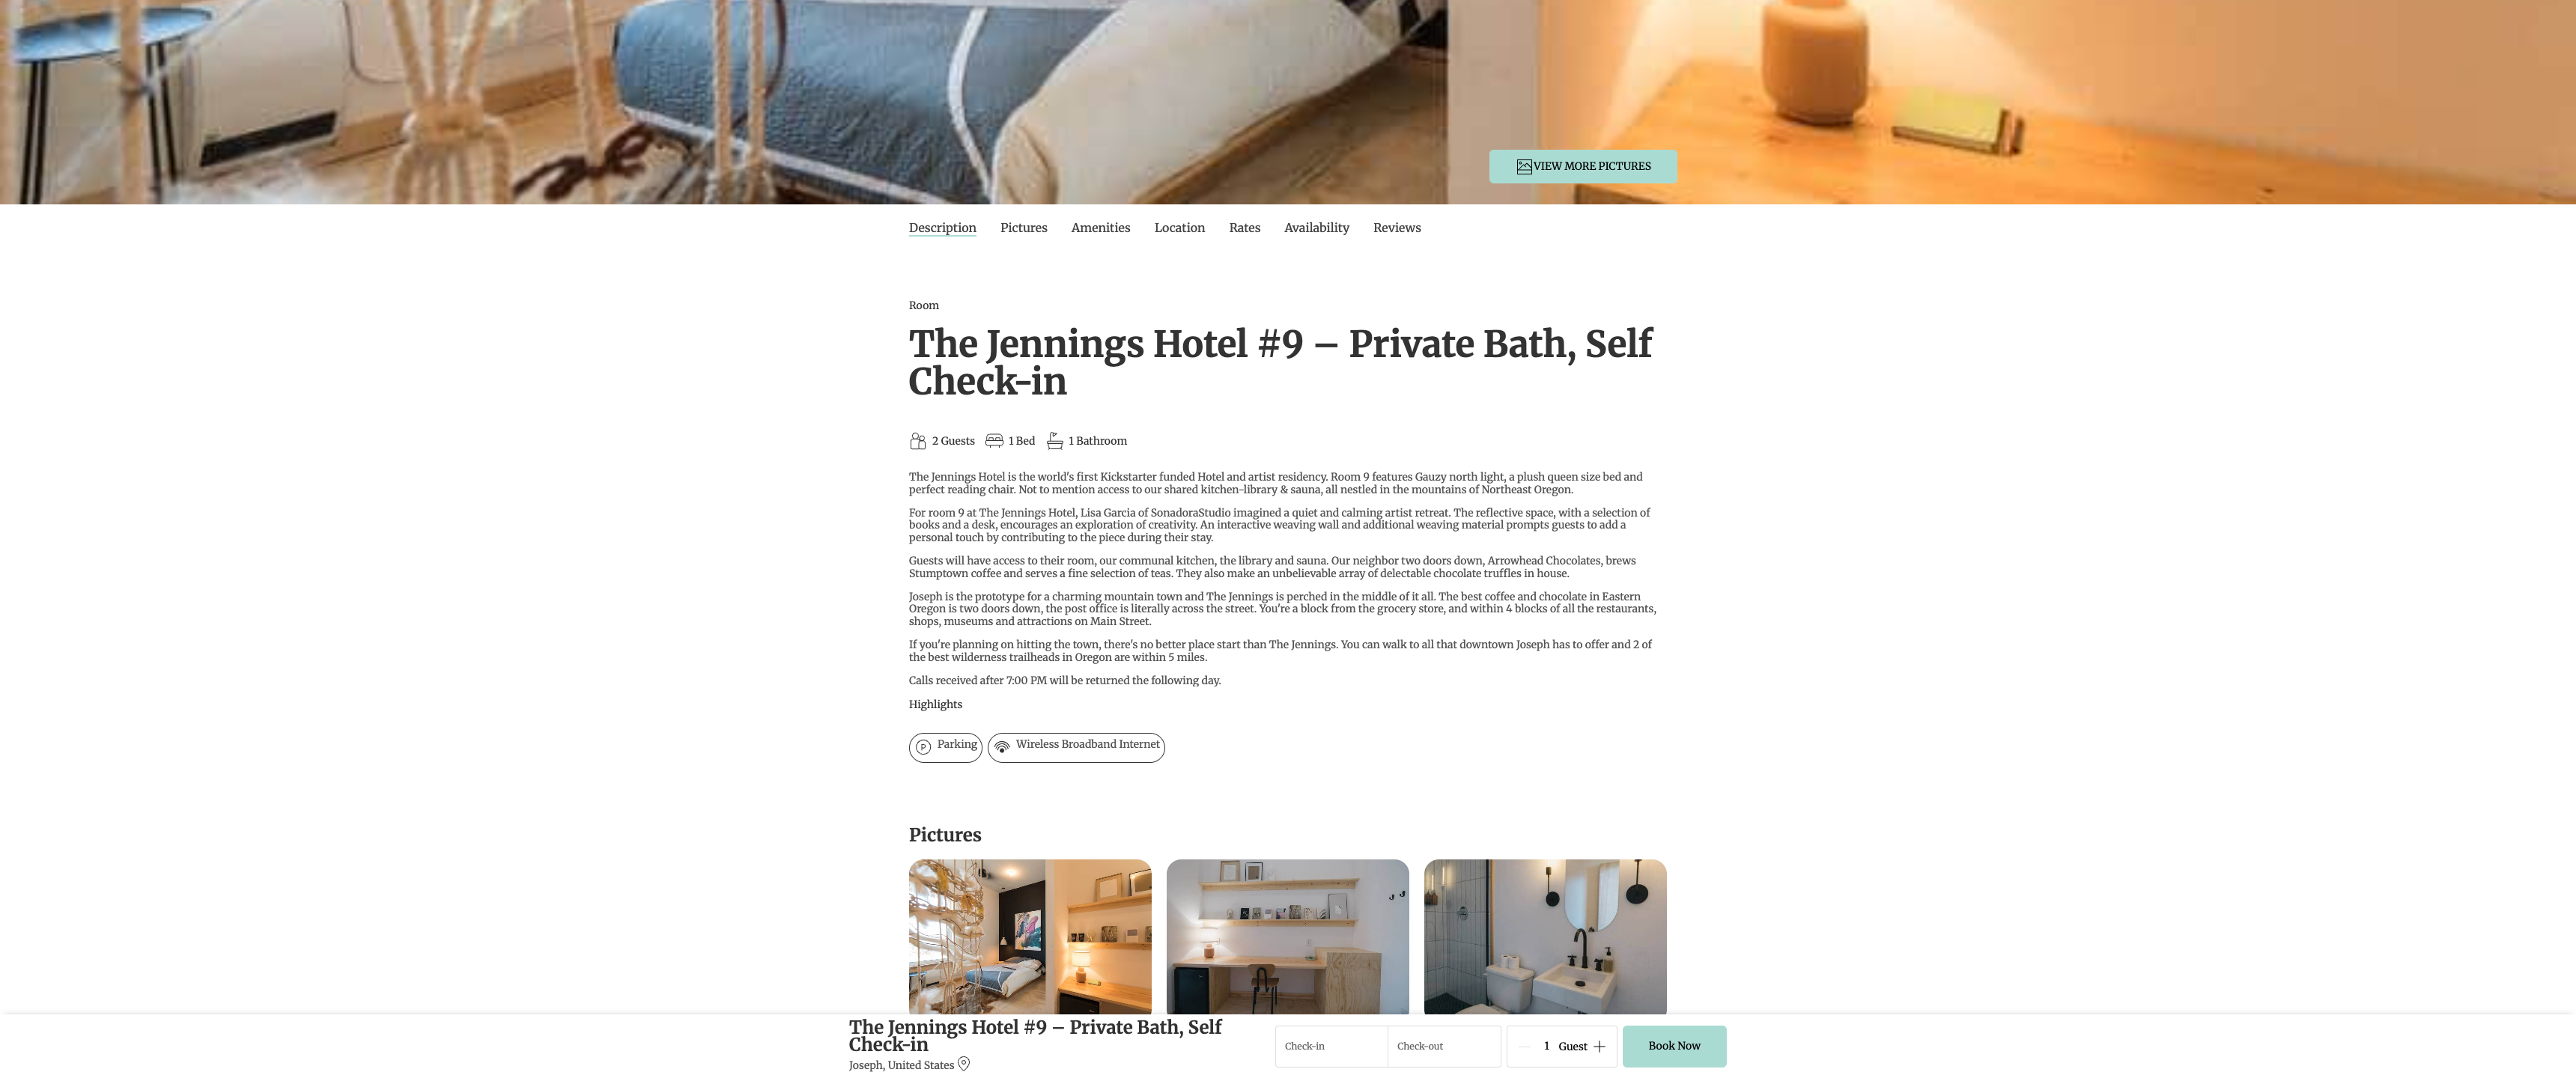 VIEW MORE PICTURES
Description Pictures Amenities Location Rates Availability Reviews
Room
The Jennings Hotel #9 – Private Bath, Self
Check-in
2 Guests 1 Bed 1 Bathroom
The Jennings Hotel is the world's first Kickstarter funded Hotel and artist residency. Room 9 features Gauzy north light, a plush queen size bed and
perfect reading chair. Not to mention access to our shared kitchen-library & sauna, all nestled in the mountains of Northeast Oregon.
For room 9 at The Jennings Hotel, Lisa Garcia of SonadoraStudio imagined a quiet and calming artist retreat. The reflective space, with a selection of
books and a desk, encourages an exploration of creativity. An interactive weaving wall and additional weaving material prompts guests to add a
personal touch by contributing to the piece during their stay.
Guests will have access to their room, our communal kitchen, the library and sauna. Our neighbor two doors down, Arrowhead Chocolates, brews
Stumptown coffee and serves a fine selection of teas. They also make an unbelievable array of delectable chocolate truffles in house.
Joseph is the prototype for a charming mountain town and The Jennings is perched in the middle of it all. The best coffee and chocolate in Eastern
Oregon is two doors down, the post office is literally across the street. You're a block from the grocery store, and within 4 blocks of all the restaurants,
shops, museums and attractions on Main Street.
If you're planning on hitting the town, there's no better place start than The Jennings. You can walk to all that downtown Joseph has to offer and 2 of
the best wilderness trailheads in Oregon are within 5 miles.
Calls received after 7:00 PM will be returned the following day.
Highlights
P Parking Wireless Broadband Internet
Pictures
The Jennings Hotel #9 – Private Bath, Self
Check-in
Joseph, United States
Check-in Check-out 1 Guest Book Now